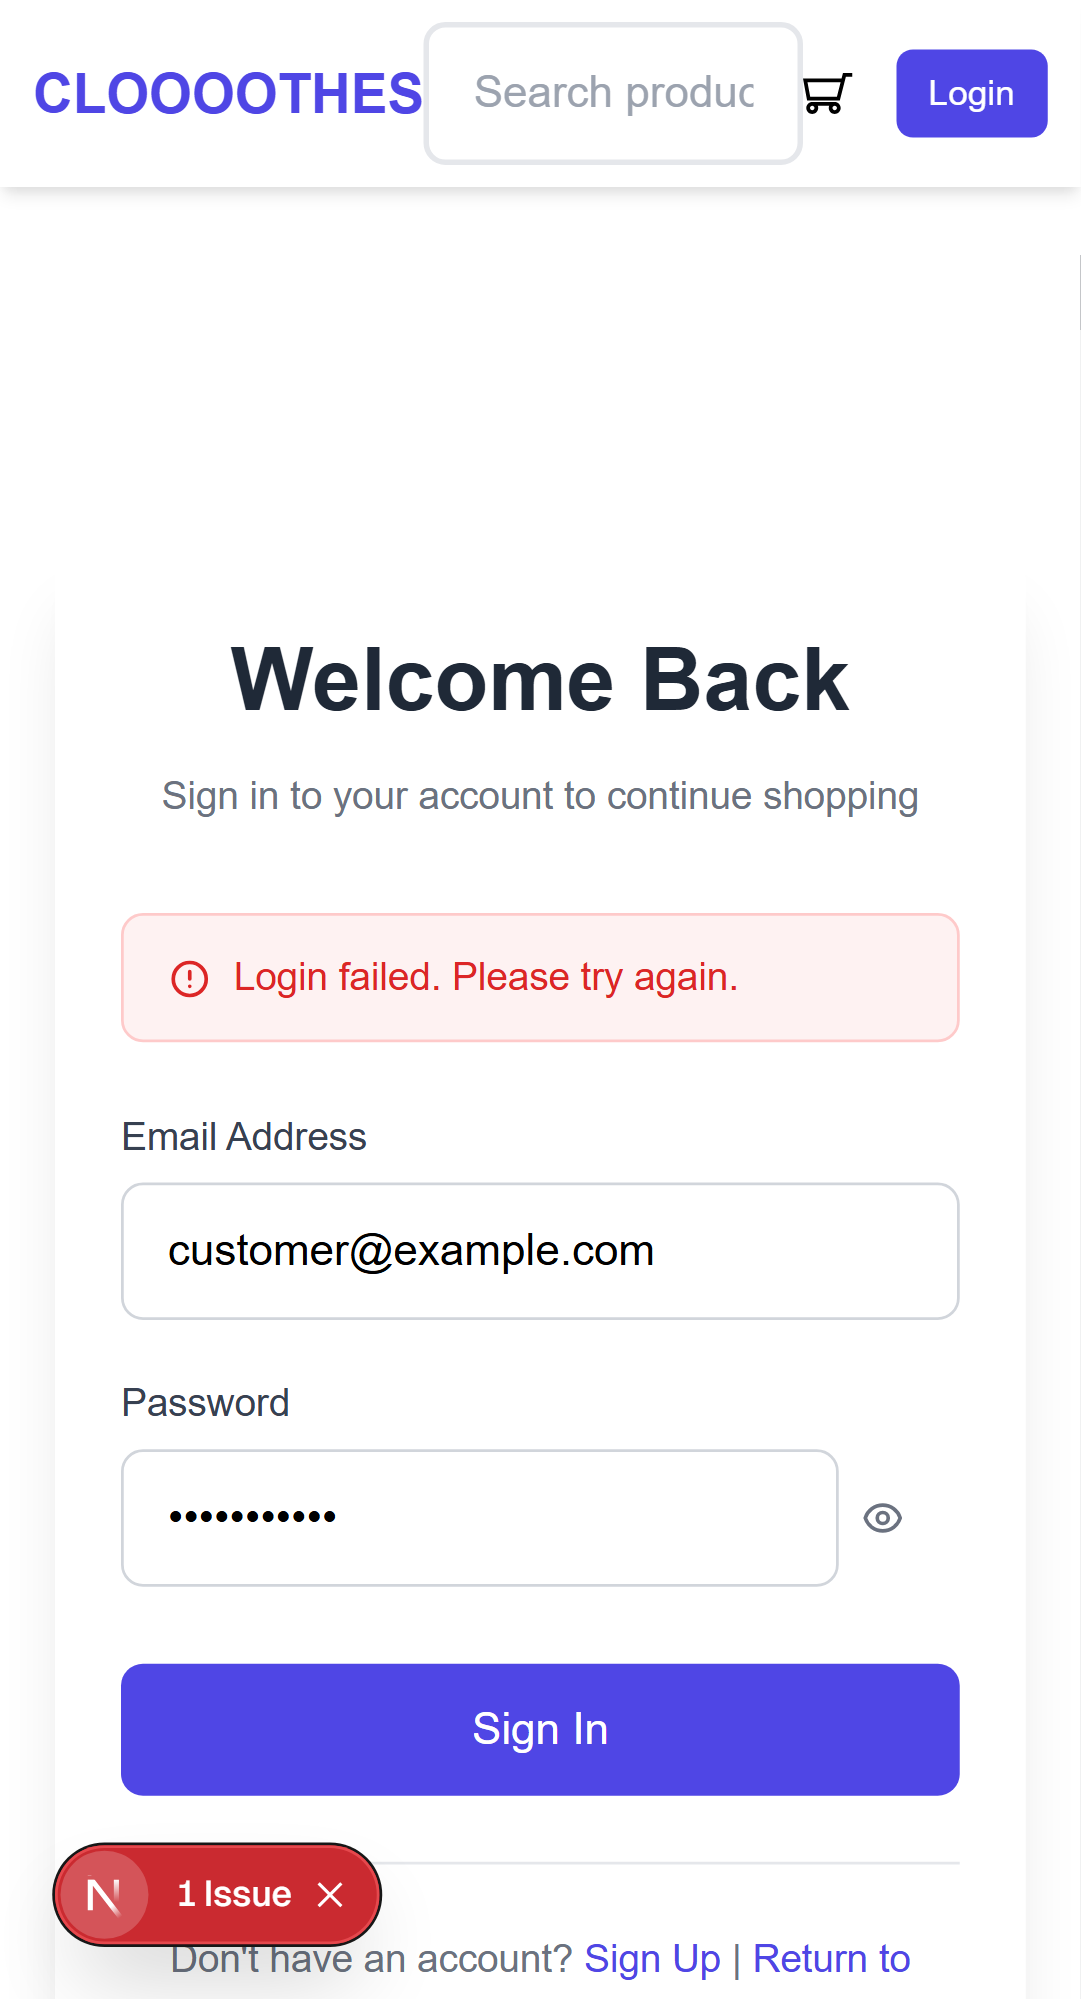 CLOOOOTHES
Search produc
Login
Welcome Back
Sign in to your account to continue shopping
Login failed. Please try again.
Email Address
customer@example.com
Password
•••••••••••
Sign In
N 1 Issue
Don't have an account? Sign Up | Return to